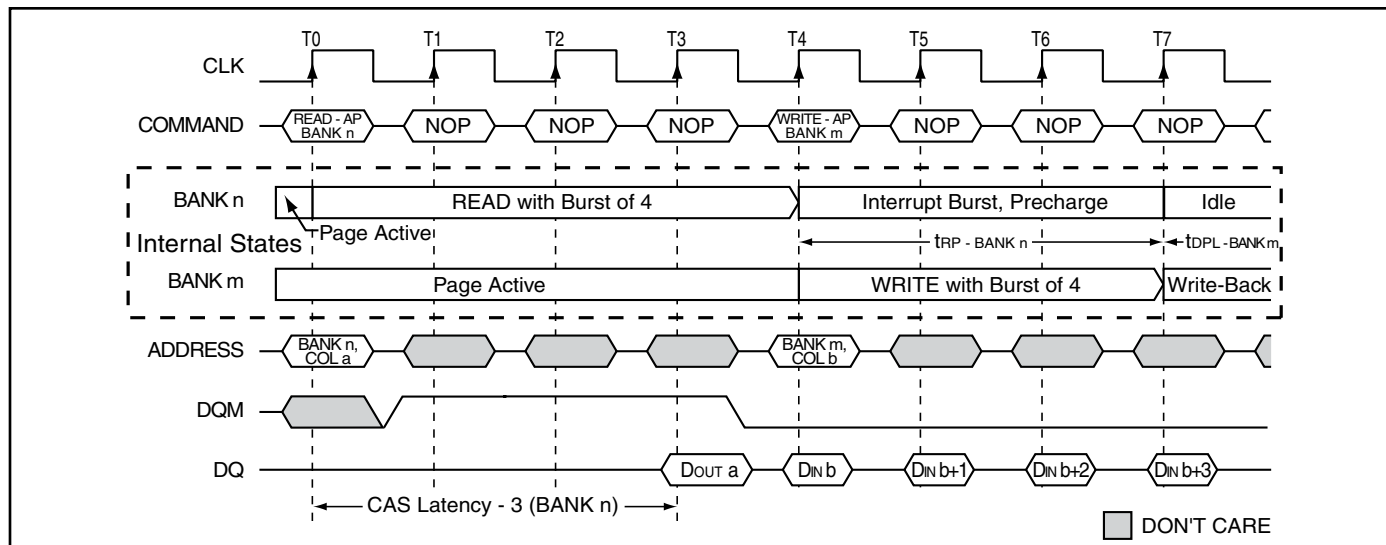 T0 T1 T2 T3 T4 T5 T6 T7
CLK
COMMAND READ - AP BANK n NOP NOP NOP WRITE - AP BANK m NOP NOP NOP
BANK n READ with Burst of 4 Interrupt Burst, Precharge Idle
Page Active
Internal States tRP - BANK n tDPL - BANK m
BANK m Page Active WRITE with Burst of 4 Write-Back
ADDRESS BANK n, COL a BANK m, COL b
DQM
DQ DOUT a DIN b DIN b+1 DIN b+2 DIN b+3
CAS Latency - 3 (BANK n)
DON'T CARE